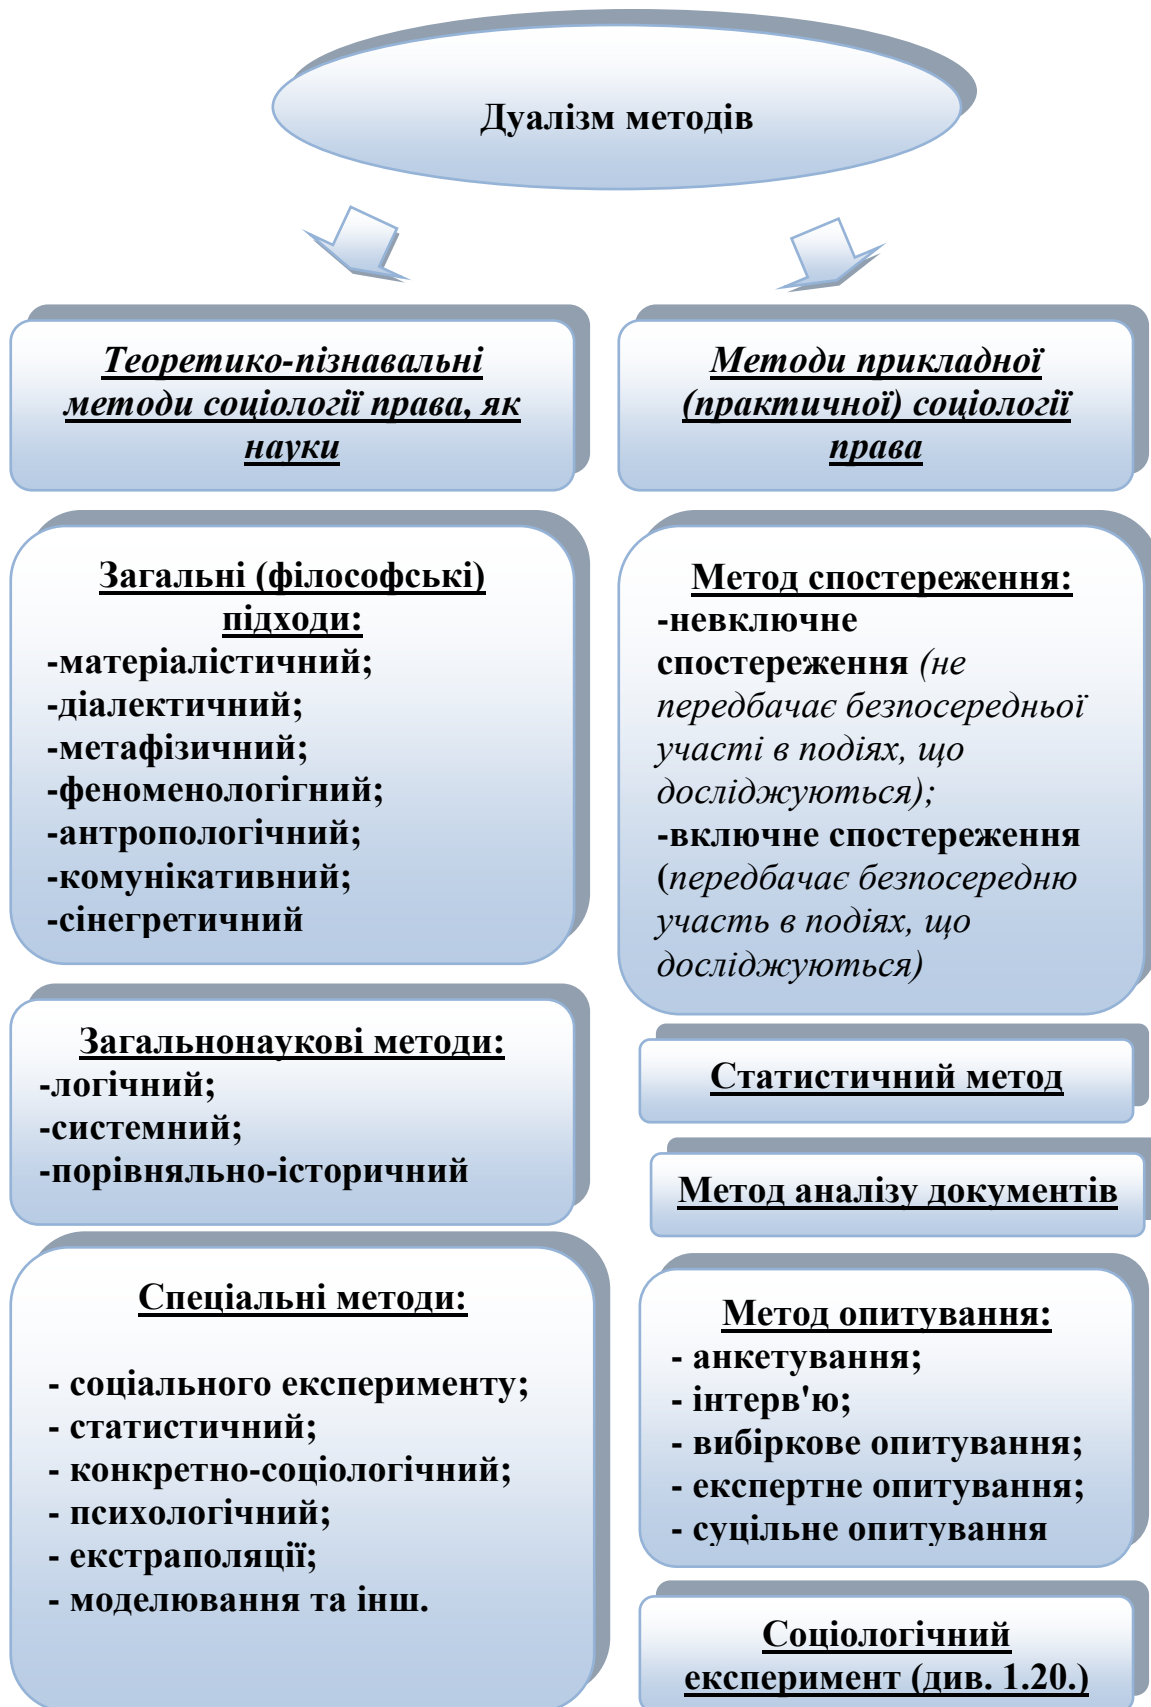 Дуалізм методів
Теоретико-пізнавальні
методи соціології права, як
науки
Загальні (філософські)
підходи:
-матеріалістичний;
-діалектичний;
-метафізичний;
-феноменологігний;
-антропологічний;
-комунікативний;
-сінегретичний
Загальнонаукові методи:
-логічний;
-системний;
-порівняльно-історичний
Спеціальні методи:
- соціального експерименту;
- статистичний;
- конкретно-соціологічний;
- психологічний;
- екстраполяції;
- моделювання та інш.
Методи прикладної
(практичної) соціології
права
Метод спостереження:
-невключне
спостереження (не
передбачає безпосередньої
участі в подіях, що
досліджуються);
-включне спостереження
(передбачає безпосередню
участь в подіях, що
досліджуються)
Статистичний метод
Метод аналізу документів
Метод опитування:
- анкетування;
- інтерв'ю;
- вибіркове опитування;
- експертне опитування;
- суцільне опитування
Соціологічний
експеримент (див. 1.20.)